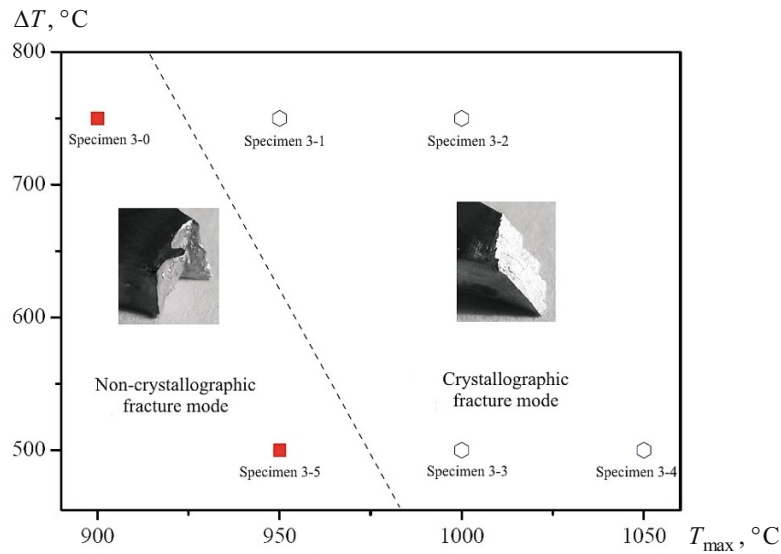 ΔT, °C
800
Specimen 3-0
Specimen 3-1
Specimen 3-2
700
600
Non-crystallographic
fracture mode
Crystallographic
fracture mode
500
Specimen 3-5
Specimen 3-3
Specimen 3-4
900
950
1000
1050
Tmax, °C